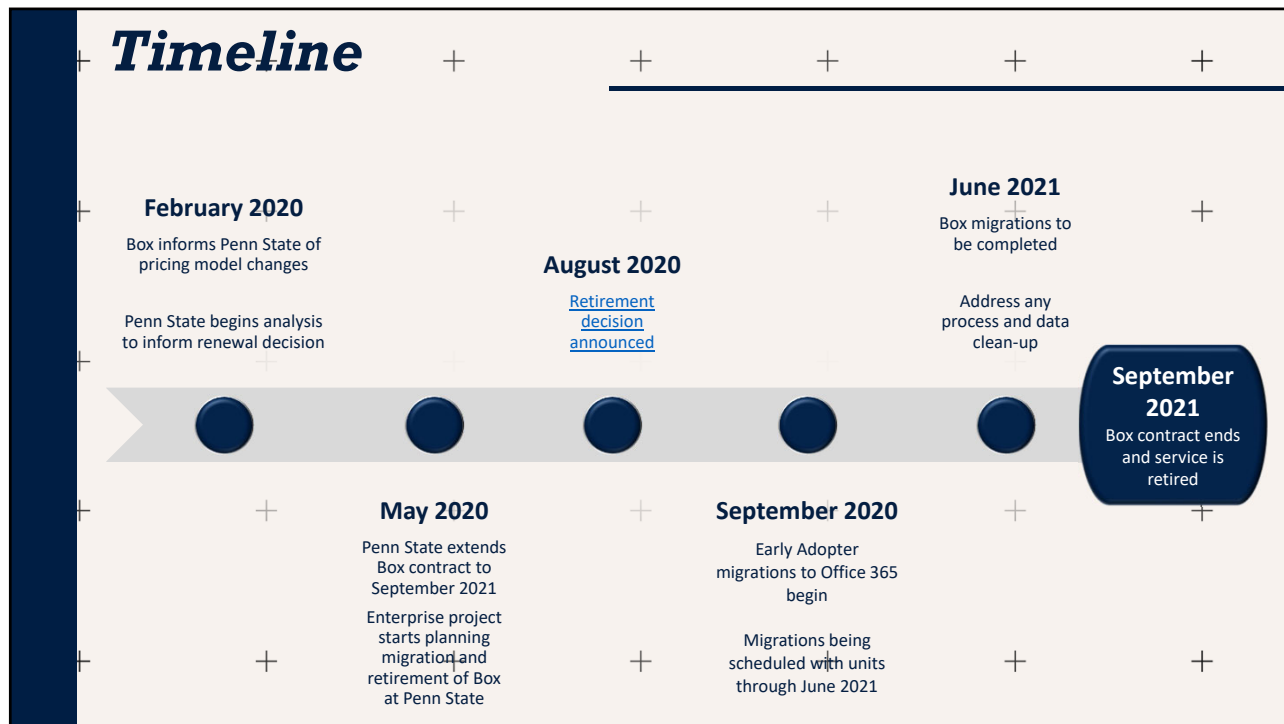 Timeline
February 2020
Box informs Penn State of
pricing model changes
Penn State begins analysis
to inform renewal decision
May 2020
Penn State extends
Box contract to
September 2021
Enterprise project
starts planning
migration and
retirement of Box
at Penn State
August 2020
Retirement
decision
announced
September 2020
Early Adopter
migrations to Office 365
begin
Migrations being
scheduled with units
through June 2021
June 2021
Box migrations to
be completed
Address any
process and data
clean-up
September
2021
Box contract ends
and service is
retired